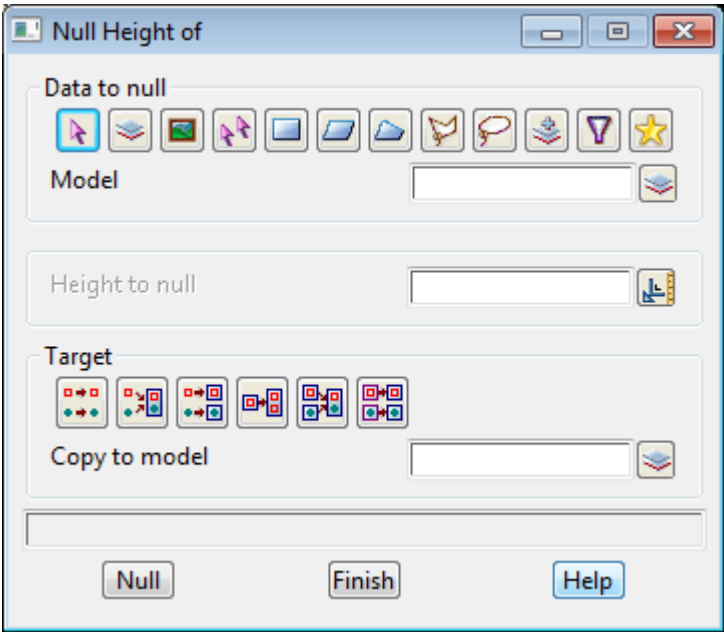 Null Height of
Data to null
Model
Height to null
Target
Copy to model
Null Finish Help